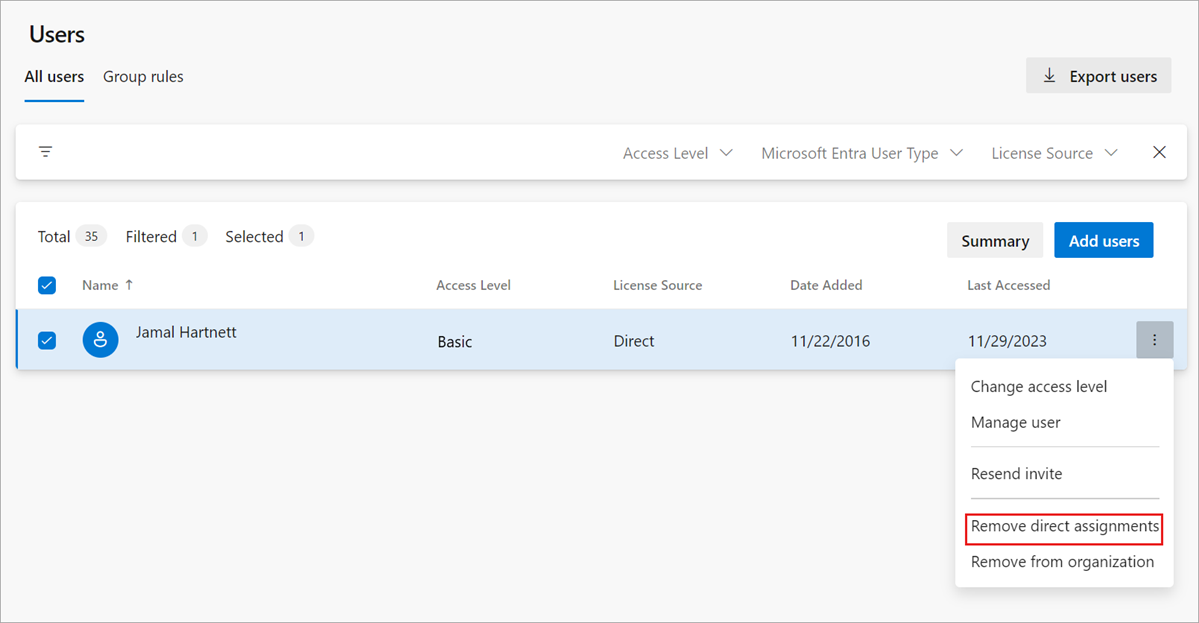 Users
All users Group rules
Export users
Access Level Microsoft Entra User Type License Source
Total 35 Filtered 1 Selected 1
Summary Add users
Name ↑ Access Level License Source Date Added Last Accessed
Jamal Hartnett Basic Direct 11/22/2016 11/29/2023
Change access level
Manage user
Resend invite
Remove direct assignments
Remove from organization